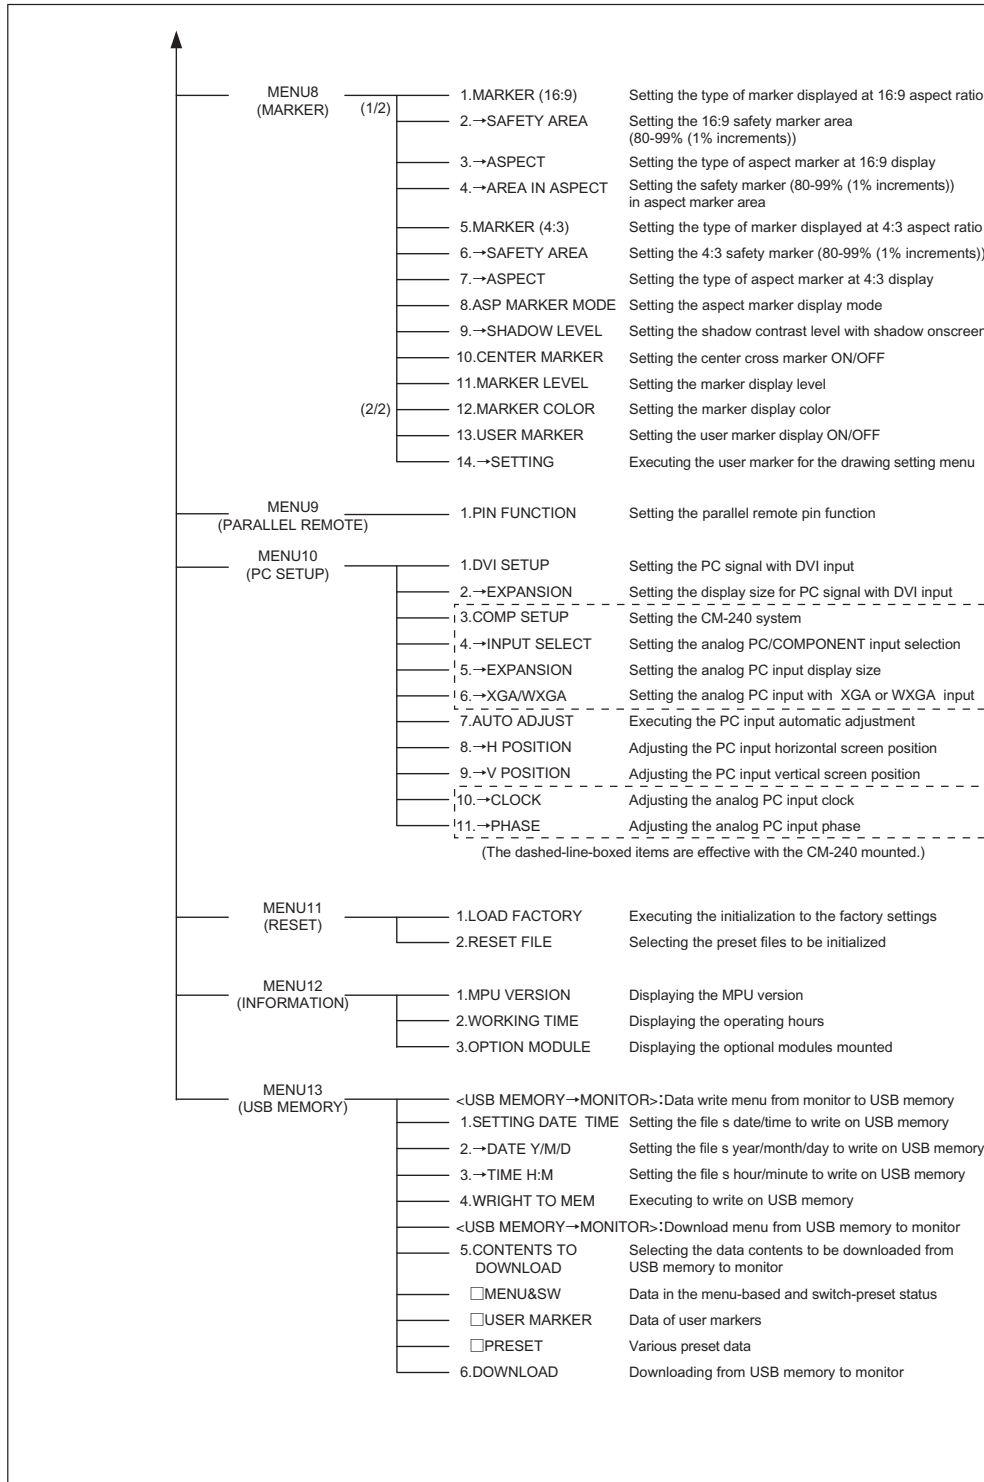 MENU8
(MARKER)
(1/2)
1.MARKER (16:9) Setting the type of marker displayed at 16:9 aspect ratio
2.→SAFETY AREA Setting the 16:9 safety marker area
(80-99% (1% increments))
3.→ASPECT Setting the type of aspect marker at 16:9 display
4.→AREA IN ASPECT Setting the safety marker (80-99% (1% increments))
in aspect marker area
5.MARKER (4:3) Setting the type of marker displayed at 4:3 aspect ratio
6.→SAFETY AREA Setting the 4:3 safety marker (80-99% (1% increments))
7.→ASPECT Setting the type of aspect marker at 4:3 display
8.ASP MARKER MODE Setting the aspect marker display mode
9.→SHADOW LEVEL Setting the shadow contrast level with shadow onscreen
10.CENTER MARKER Setting the center cross marker ON/OFF
11.MARKER LEVEL Setting the marker display level
(2/2)
12.MARKER COLOR Setting the marker display color
13.USER MARKER Setting the user marker display ON/OFF
14.→SETTING Executing the user marker for the drawing setting menu
MENU9
(PARALLEL REMOTE)
1.PIN FUNCTION Setting the parallel remote pin function
MENU10
(PC SETUP)
1.DVI SETUP Setting the PC signal with DVI input
2.→EXPANSION Setting the display size for PC signal with DVI input
3.COMP SETUP Setting the CM-240 system
4.→INPUT SELECT Setting the analog PC/COMPONENT input selection
5.→EXPANSION Setting the analog PC input display size
6.→XGA/WXGA Setting the analog PC input with XGA or WXGA input
7.AUTO ADJUST Executing the PC input automatic adjustment
8.→H POSITION Adjusting the PC input horizontal screen position
9.→V POSITION Adjusting the PC input vertical screen position
10.→CLOCK Adjusting the analog PC input clock
11.→PHASE Adjusting the analog PC input phase
(The dashed-line-boxed items are effective with the CM-240 mounted.)
MENU11
(RESET)
1.LOAD FACTORY Executing the initialization to the factory settings
2.RESET FILE Selecting the preset files to be initialized
MENU12
(INFORMATION)
1.MPU VERSION Displaying the MPU version
2.WORKING TIME Displaying the operating hours
3.OPTION MODULE Displaying the optional modules mounted
MENU13
(USB MEMORY)
<USB MEMORY→MONITOR>:Data write menu from monitor to USB memory
1.SETTING DATE TIME Setting the file s date/time to write on USB memory
2.→DATE Y/M/D Setting the file s year/month/day to write on USB memory
3.→TIME H:M Setting the file s hour/minute to write on USB memory
4.WRIGHT TO MEM Executing to write on USB memory
<USB MEMORY→MONITOR>:Download menu from USB memory to monitor
5.CONTENTS TO Selecting the data contents to be downloaded from
DOWNLOAD USB memory to monitor
□MENU&SW Data in the menu-based and switch-preset status
□USER MARKER Data of user markers
□PRESET Various preset data
6.DOWNLOAD Downloading from USB memory to monitor